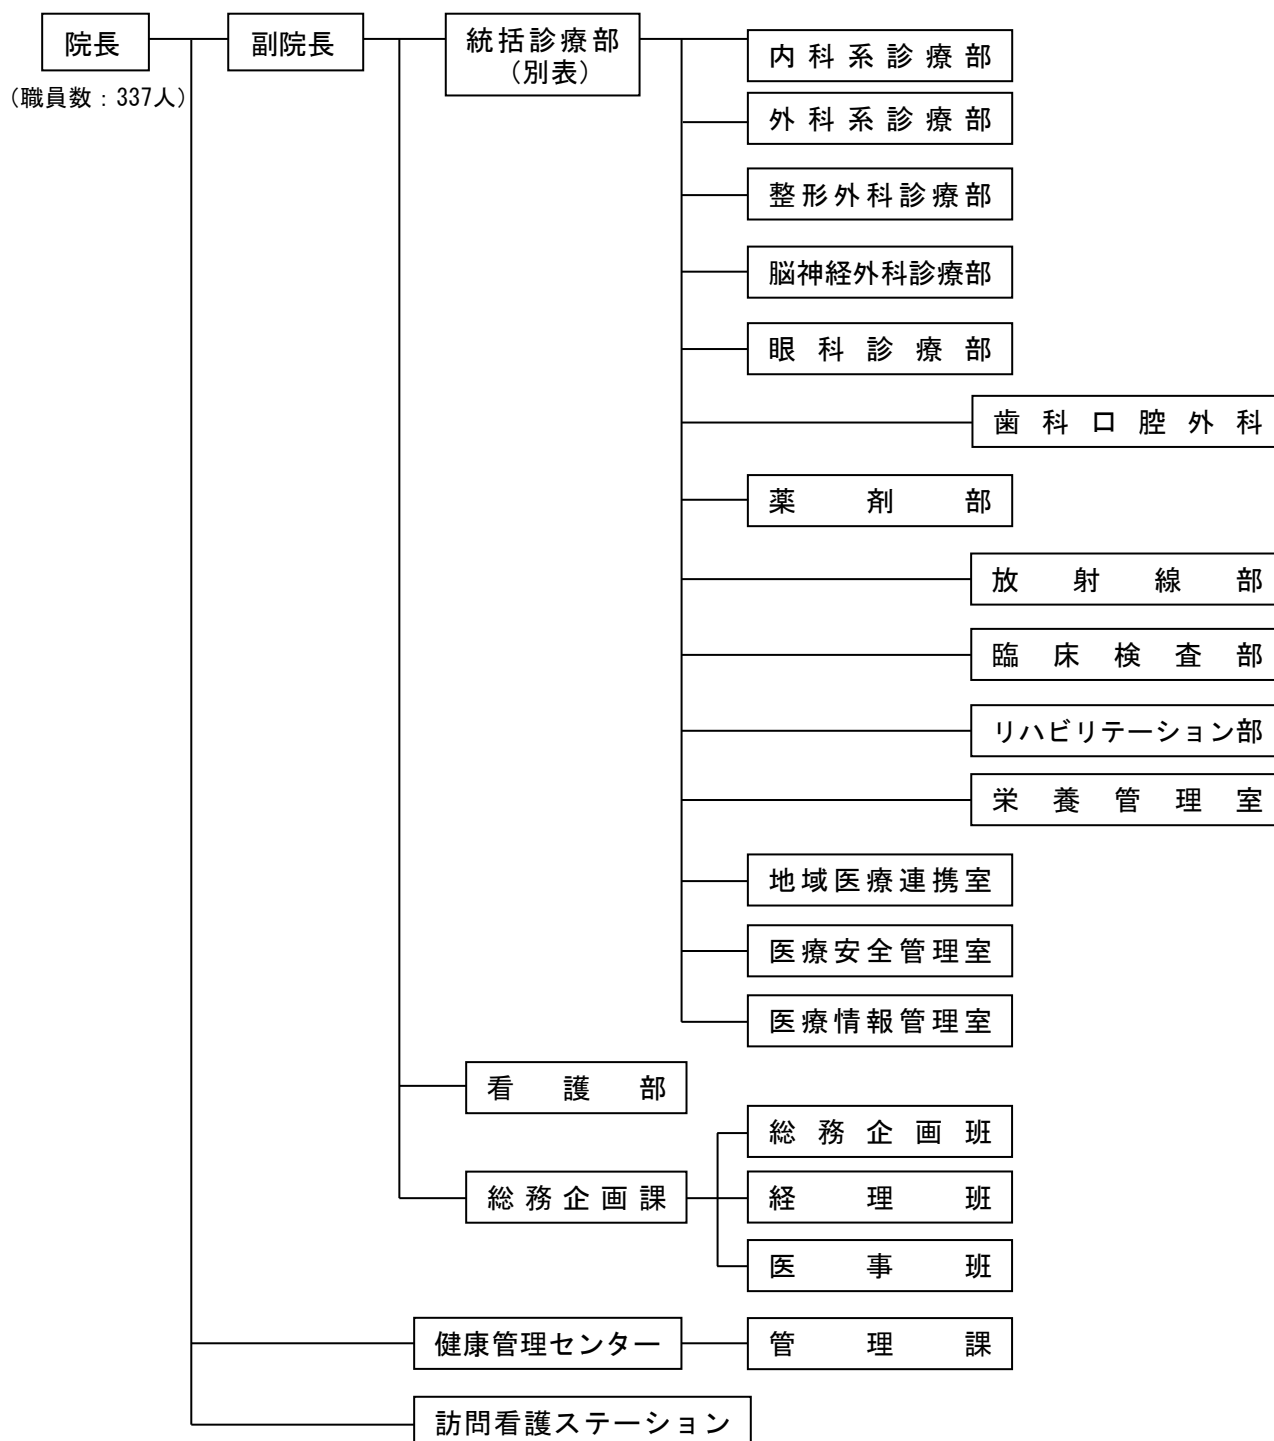 院長
副院長
統括診療部
(別表)
(職員数:337人)
内科系診療部
外科系診療部
整形外科診療部
脳神経外科診療部
眼科診療部
歯科口腔外科
薬剤部
放射線部
臨床検査部
リハビリテーション部
栄養管理室
地域医療連携室
医療安全管理室
医療情報管理室
看護部
総務企画課
総務企画班
経理班
医事班
健康管理センター
管理課
訪問看護ステーション